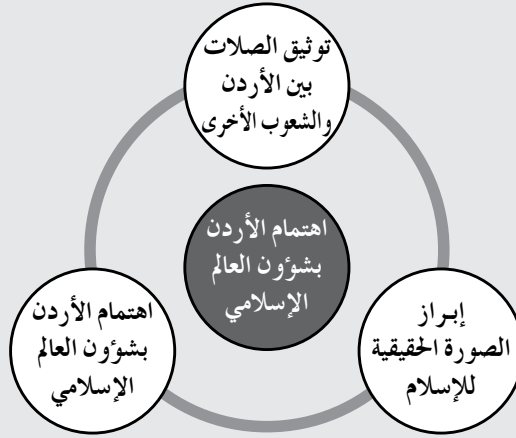 توثيق الصلات
بين الأردن
والشعوب الأخرى
اهتمام الأردن
بشؤون العالم
الإسلامي
إبراز
الصورة الحقيقية
للإسلام
اهتمام الأردن
بشؤون العالم
الإسلامي